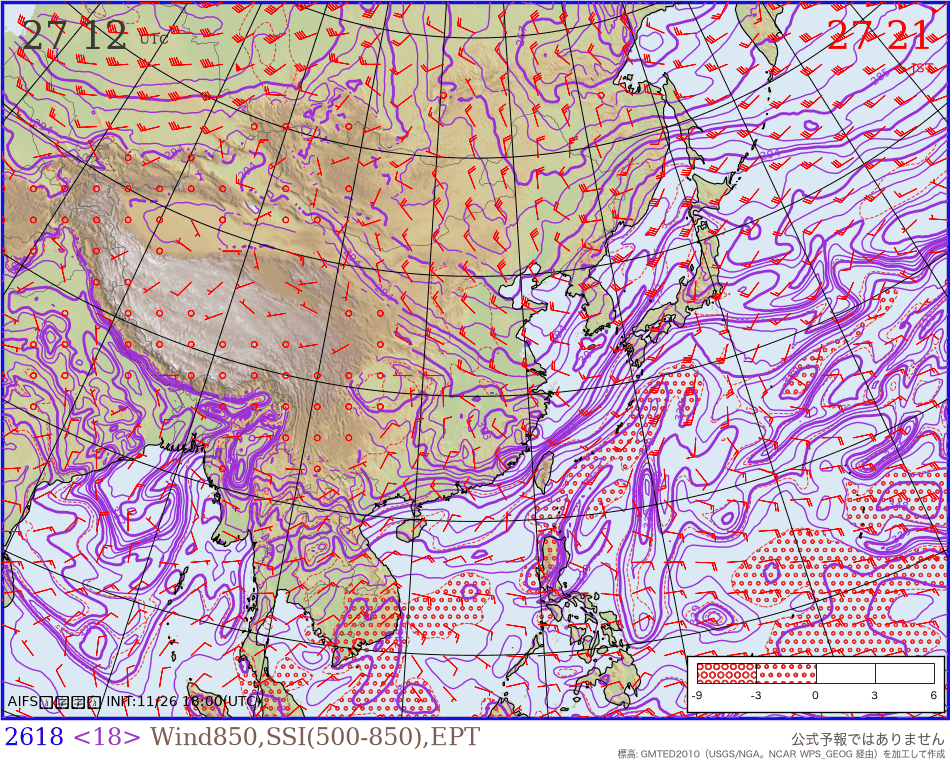 27 12 UTC
27 21
JST
AIFS INIT:11/26 18:00(UTC)
-9 -3 0 3 6
2618 <18> Wind850,SSI(500-850),EPT
公式予報ではありません
標高: GMTED2010（USGS/NGA。NCAR WPS_GEOG 経由）を加工して作成